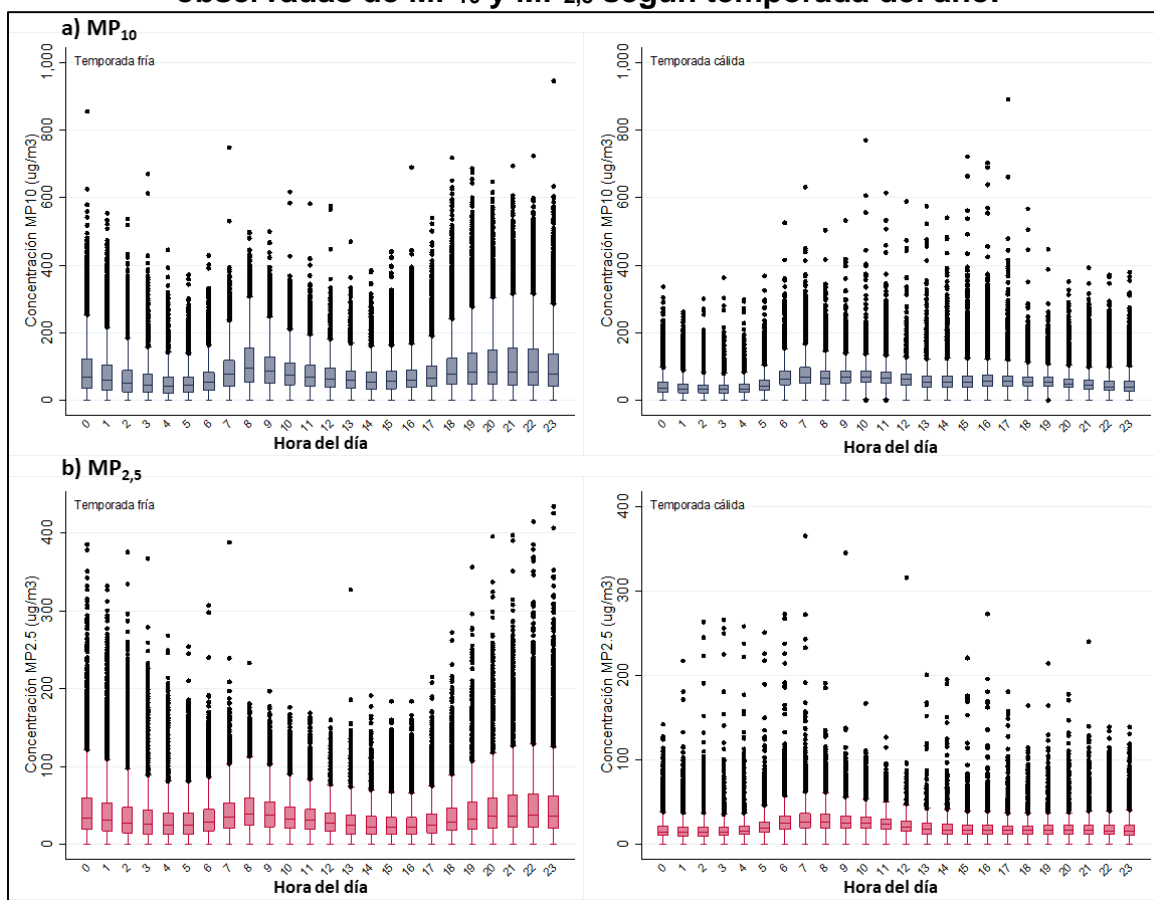 observadas de MP10 y MP2,5 según temporada del año.
a) MP10
Temporada fría
Concentración MP10 (ug/m3)
0 200 400 600 800 1,000
0 1 2 3 4 5 6 7 8 9 10 11 12 13 14 15 16 17 18 19 20 21 22 23
Hora del día
Temporada cálida
Concentración MP10 (ug/m3)
0 200 400 600 800 1,000
0 1 2 3 4 5 6 7 8 9 10 11 12 13 14 15 16 17 18 19 20 21 22 23
Hora del día
b) MP2,5
Temporada fría
Concentración MP2.5 (ug/m3)
0 100 200 300 400
0 1 2 3 4 5 6 7 8 9 10 11 12 13 14 15 16 17 18 19 20 21 22 23
Hora del día
Temporada cálida
Concentración MP2.5 (ug/m3)
0 100 200 300 400
0 1 2 3 4 5 6 7 8 9 10 11 12 13 14 15 16 17 18 19 20 21 22 23
Hora del día